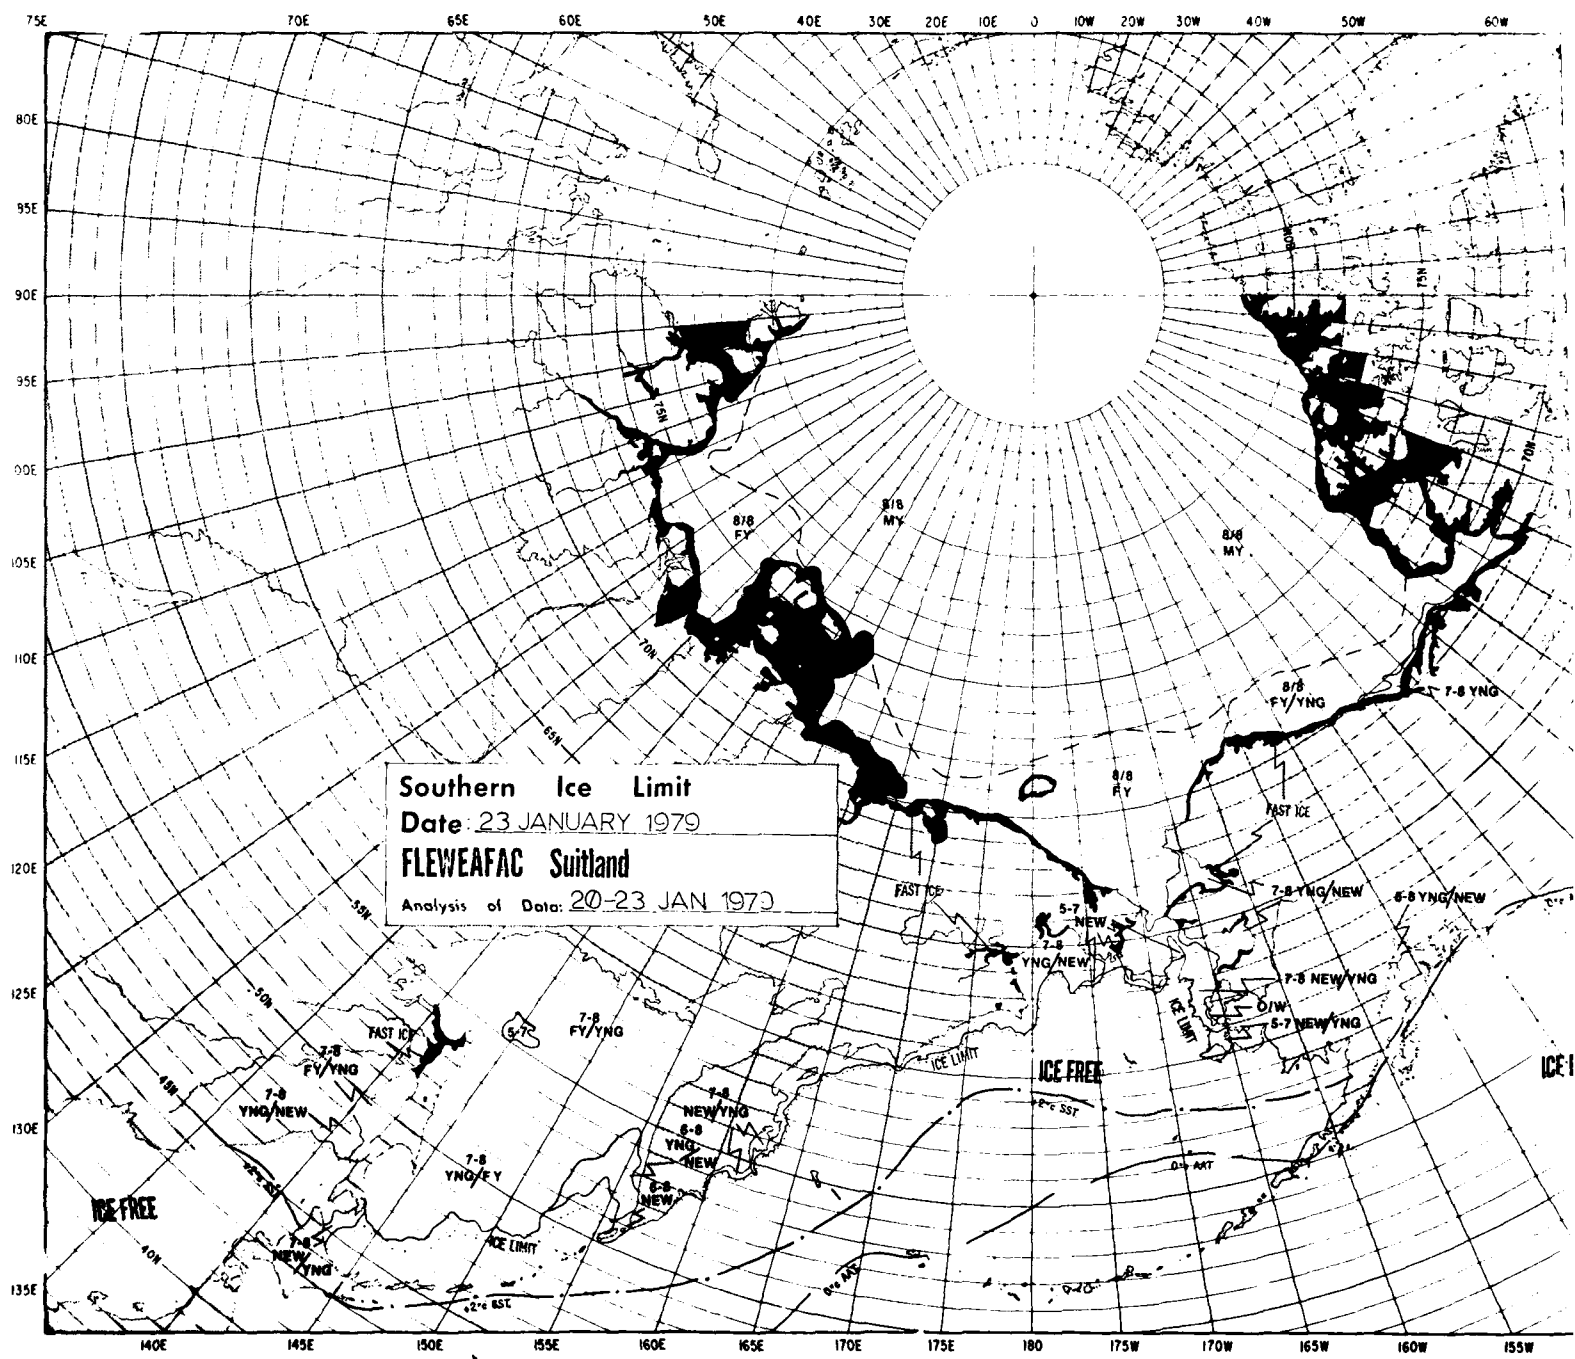 75E 70E 65E 60E 50E 40E 30E 20E 10E 0 10W 20W 30W 40W 50W 60W
80E
95E
90E
95E
105E
110E
115E
120E
125E
130E
135E
140E 145E 150E 155E 160E 165E 170E 175E 180 175W 170W 165W 160W 155W
75N
75N
70N
70N
65N
55N
50N
45N
40N
8/8
FY
8/8
MY
8/8
MY
8/8
FY/YNG
7-8 YNG
8/8
FY
FAST ICE
Southern Ice Limit
Date: 23 JANUARY 1979
FLEWEAFAC Suitland
Analysis of Data: 20-23 JAN 1979
FAST ICE
5-7
NEW
7-8
YNG/NEW
7-8 YNG/NEW
6-8 YNG/NEW
7-8 NEW/YNG
O/W
5-7 NEW/YNG
ICE LIMIT
FAST ICE
5-7
7-8
FY/YNG
7-8
FY/YNG
7-8
YNG/NEW
ICE LIMIT
ICE FREE
+2°C SST
7-8
NEW/YNG
6-8
YNG
NEW
6-8
NEW
7-8
YNG/FY
0°C AAT
ICE FREE
ICE LIMIT
7-8
NEW/
YNG
+2°C SST
0°C AAT